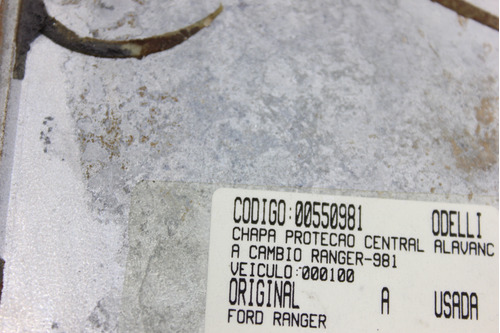 CODIGO:00550981 ODELLI
CHAPA PROTECAO CENTRAL ALAVANC
A CAMBIO RANGER-981
VEICULO:000100
ORIGINAL A USADA
FORD RANGER